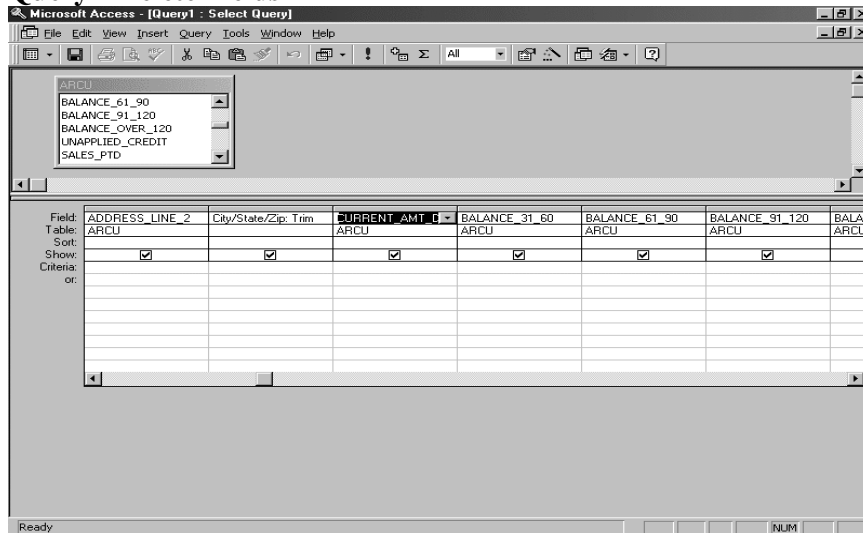 Microsoft Access - [Query1 : Select Query]
File Edit View Insert Query Tools Window Help
All
ARCU
BALANCE_61_90
BALANCE_91_120
BALANCE_OVER_120
UNAPPLIED_CREDIT
SALES_PTD
Field: ADDRESS_LINE_2 City/State/Zip: Trim CURRENT_AMT_D BALANCE_31_60 BALANCE_61_90 BALANCE_91_120 BALA
Table: ARCU ARCU ARCU ARCU ARCU ARCU
Sort:
Show:
Criteria:
or:
Ready NUM